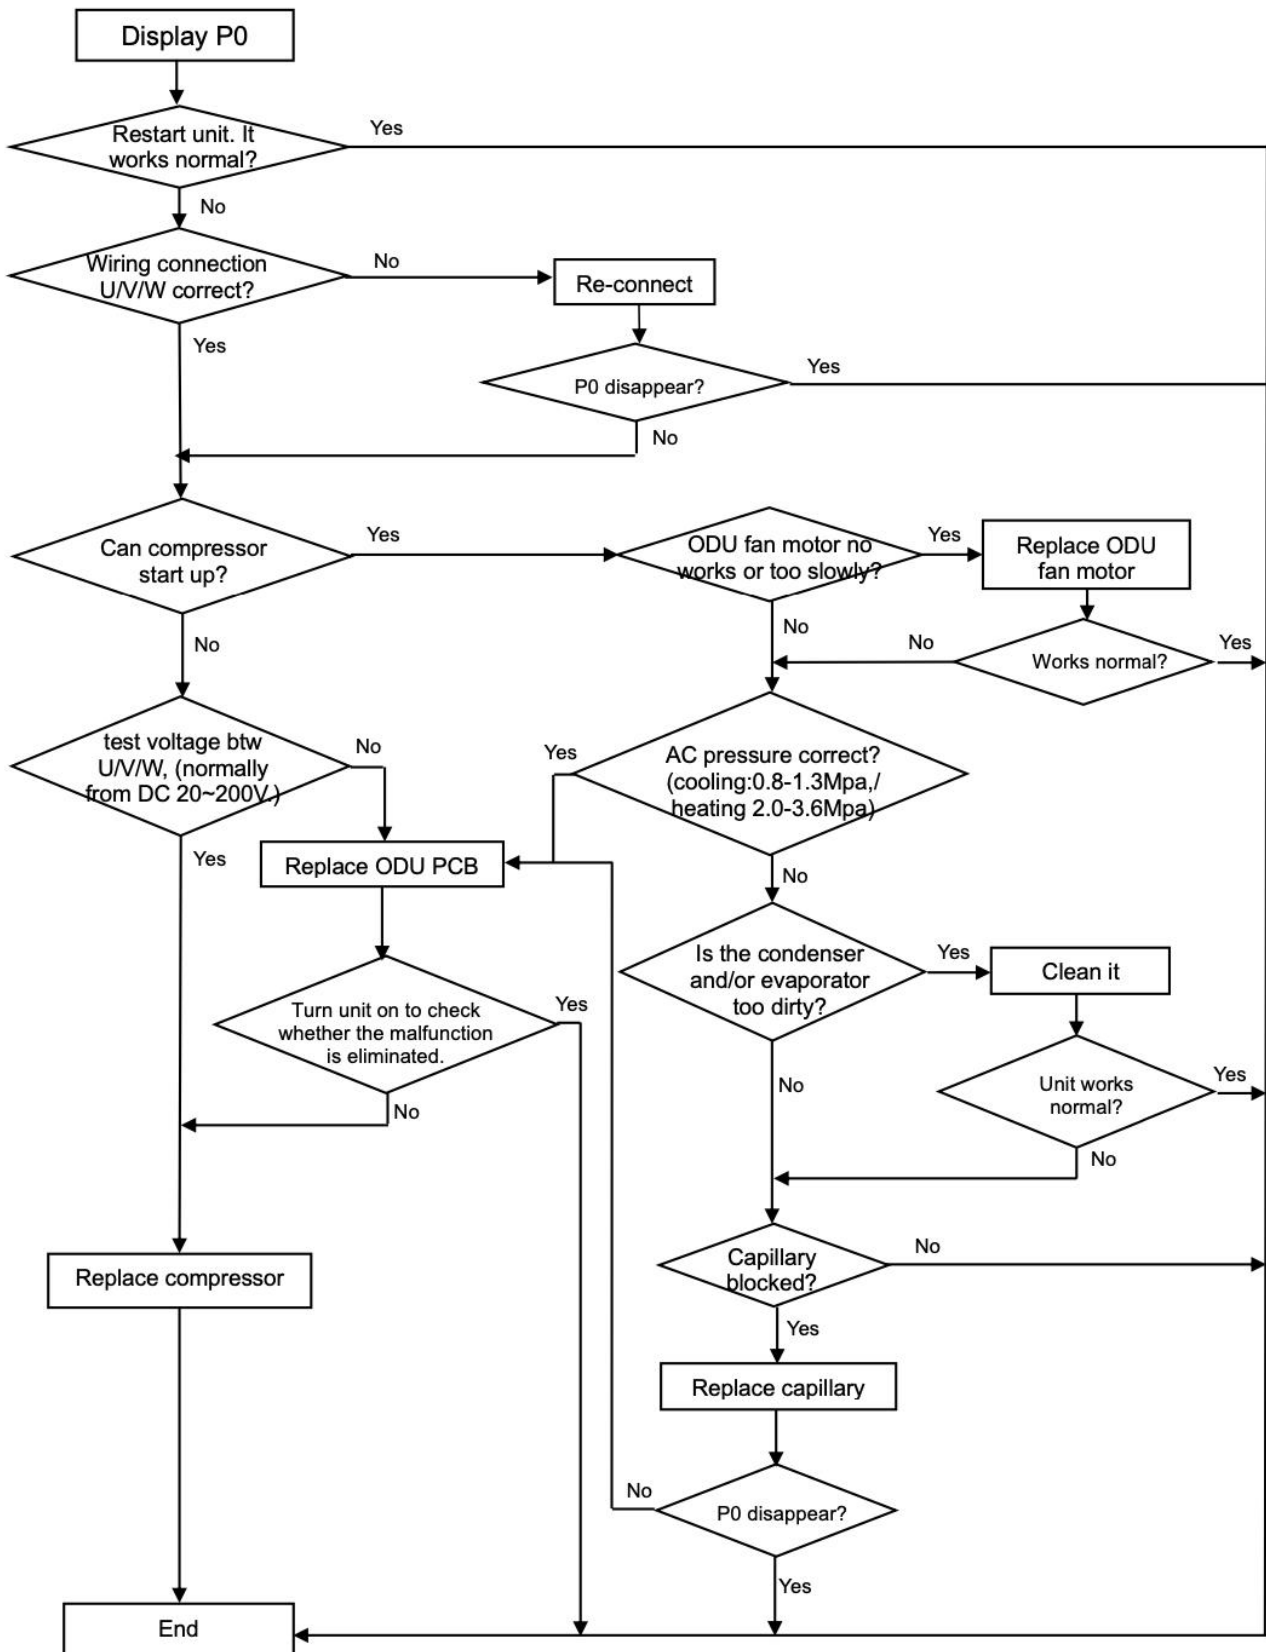 Display P0
Restart unit. It
works normal?
Yes
No
Wiring connection
U/V/W correct?
No
Re-connect
Yes
P0 disappear?
Yes
No
Can compressor
start up?
Yes
ODU fan motor no
works or too slowly?
Yes
Replace ODU
fan motor
No
No
No
Works normal?
Yes
test voltage btw
U/V/W, (normally
from DC 20~200V.)
No
Yes
AC pressure correct?
(cooling:0.8-1.3Mpa,/
heating 2.0-3.6Mpa)
Yes
Replace ODU PCB
No
Is the condenser
and/or evaporator
too dirty?
Yes
Clean it
Turn unit on to check
whether the malfunction
is eliminated.
Yes
No
No
Unit works
normal?
Yes
No
Capillary
blocked?
No
Replace compressor
Yes
Replace capillary
No
P0 disappear?
Yes
End